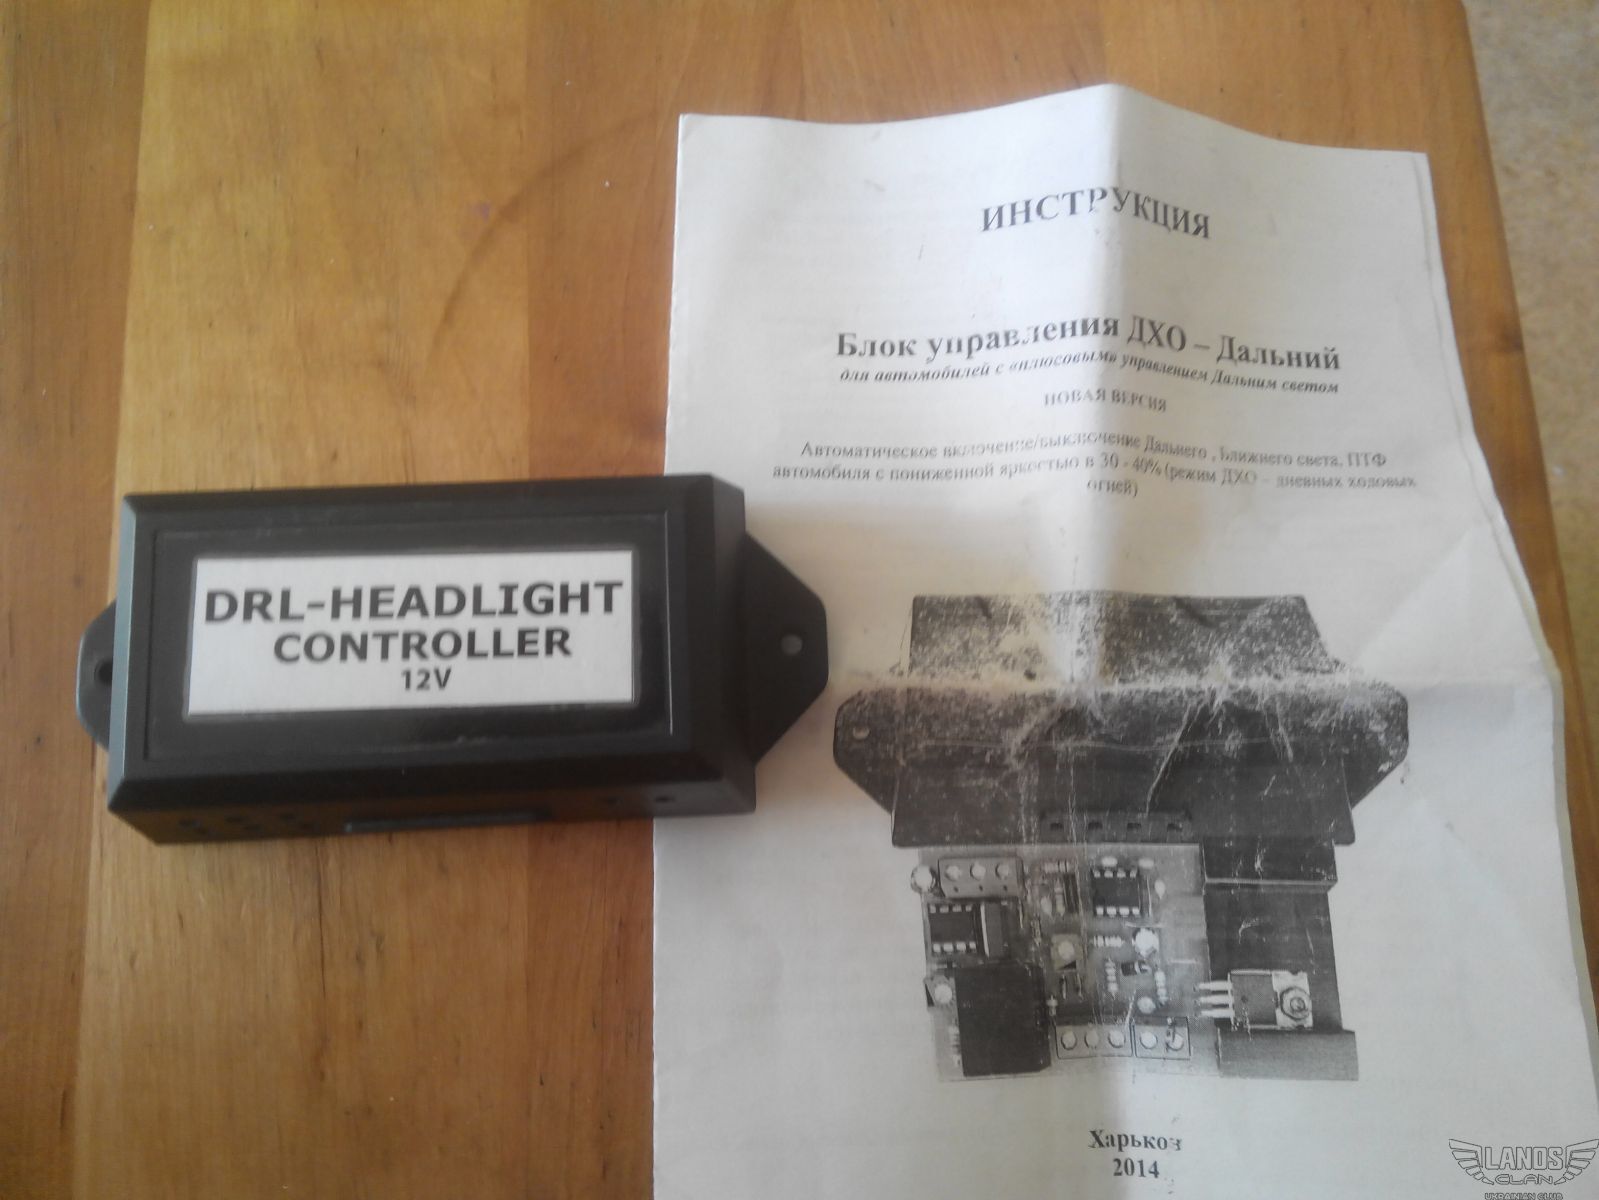 DRL-HEADLIGHT
CONTROLLER
12V
ИНСТРУКЦИЯ
Блок управления ДХО – Дальний
для автомобилей с «плюсовым» управлением Дальним светом
НОВАЯ ВЕРСИЯ
Автоматическое включение/выключение Дальнего , Ближнего света, ПТФ
автомобиля с пониженной яркостью в 30 - 40% (режим ДХО – дневных ходовых
огней)
Харьков
2014
LANOS
CLAN
UKRAINIAN CLUB